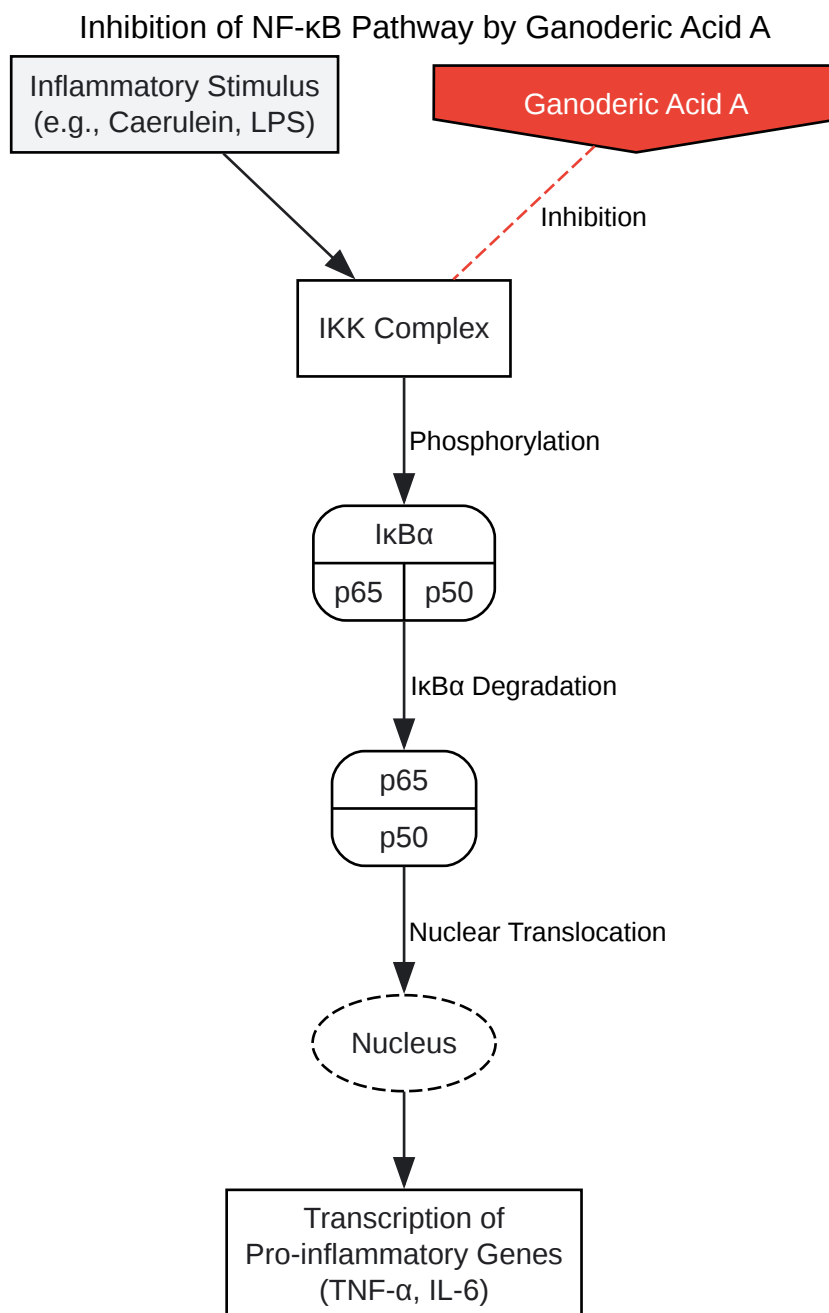 Inhibition of NF-κB Pathway by Ganoderic Acid A
Inflammatory Stimulus
(e.g., Caerulein, LPS)
Ganoderic Acid A
Inhibition
IKK Complex
Phosphorylation
IκBα
p65
p50
IκBα Degradation
p65
p50
Nuclear Translocation
Nucleus
Transcription of
Pro-inflammatory Genes
(TNF-α, IL-6)